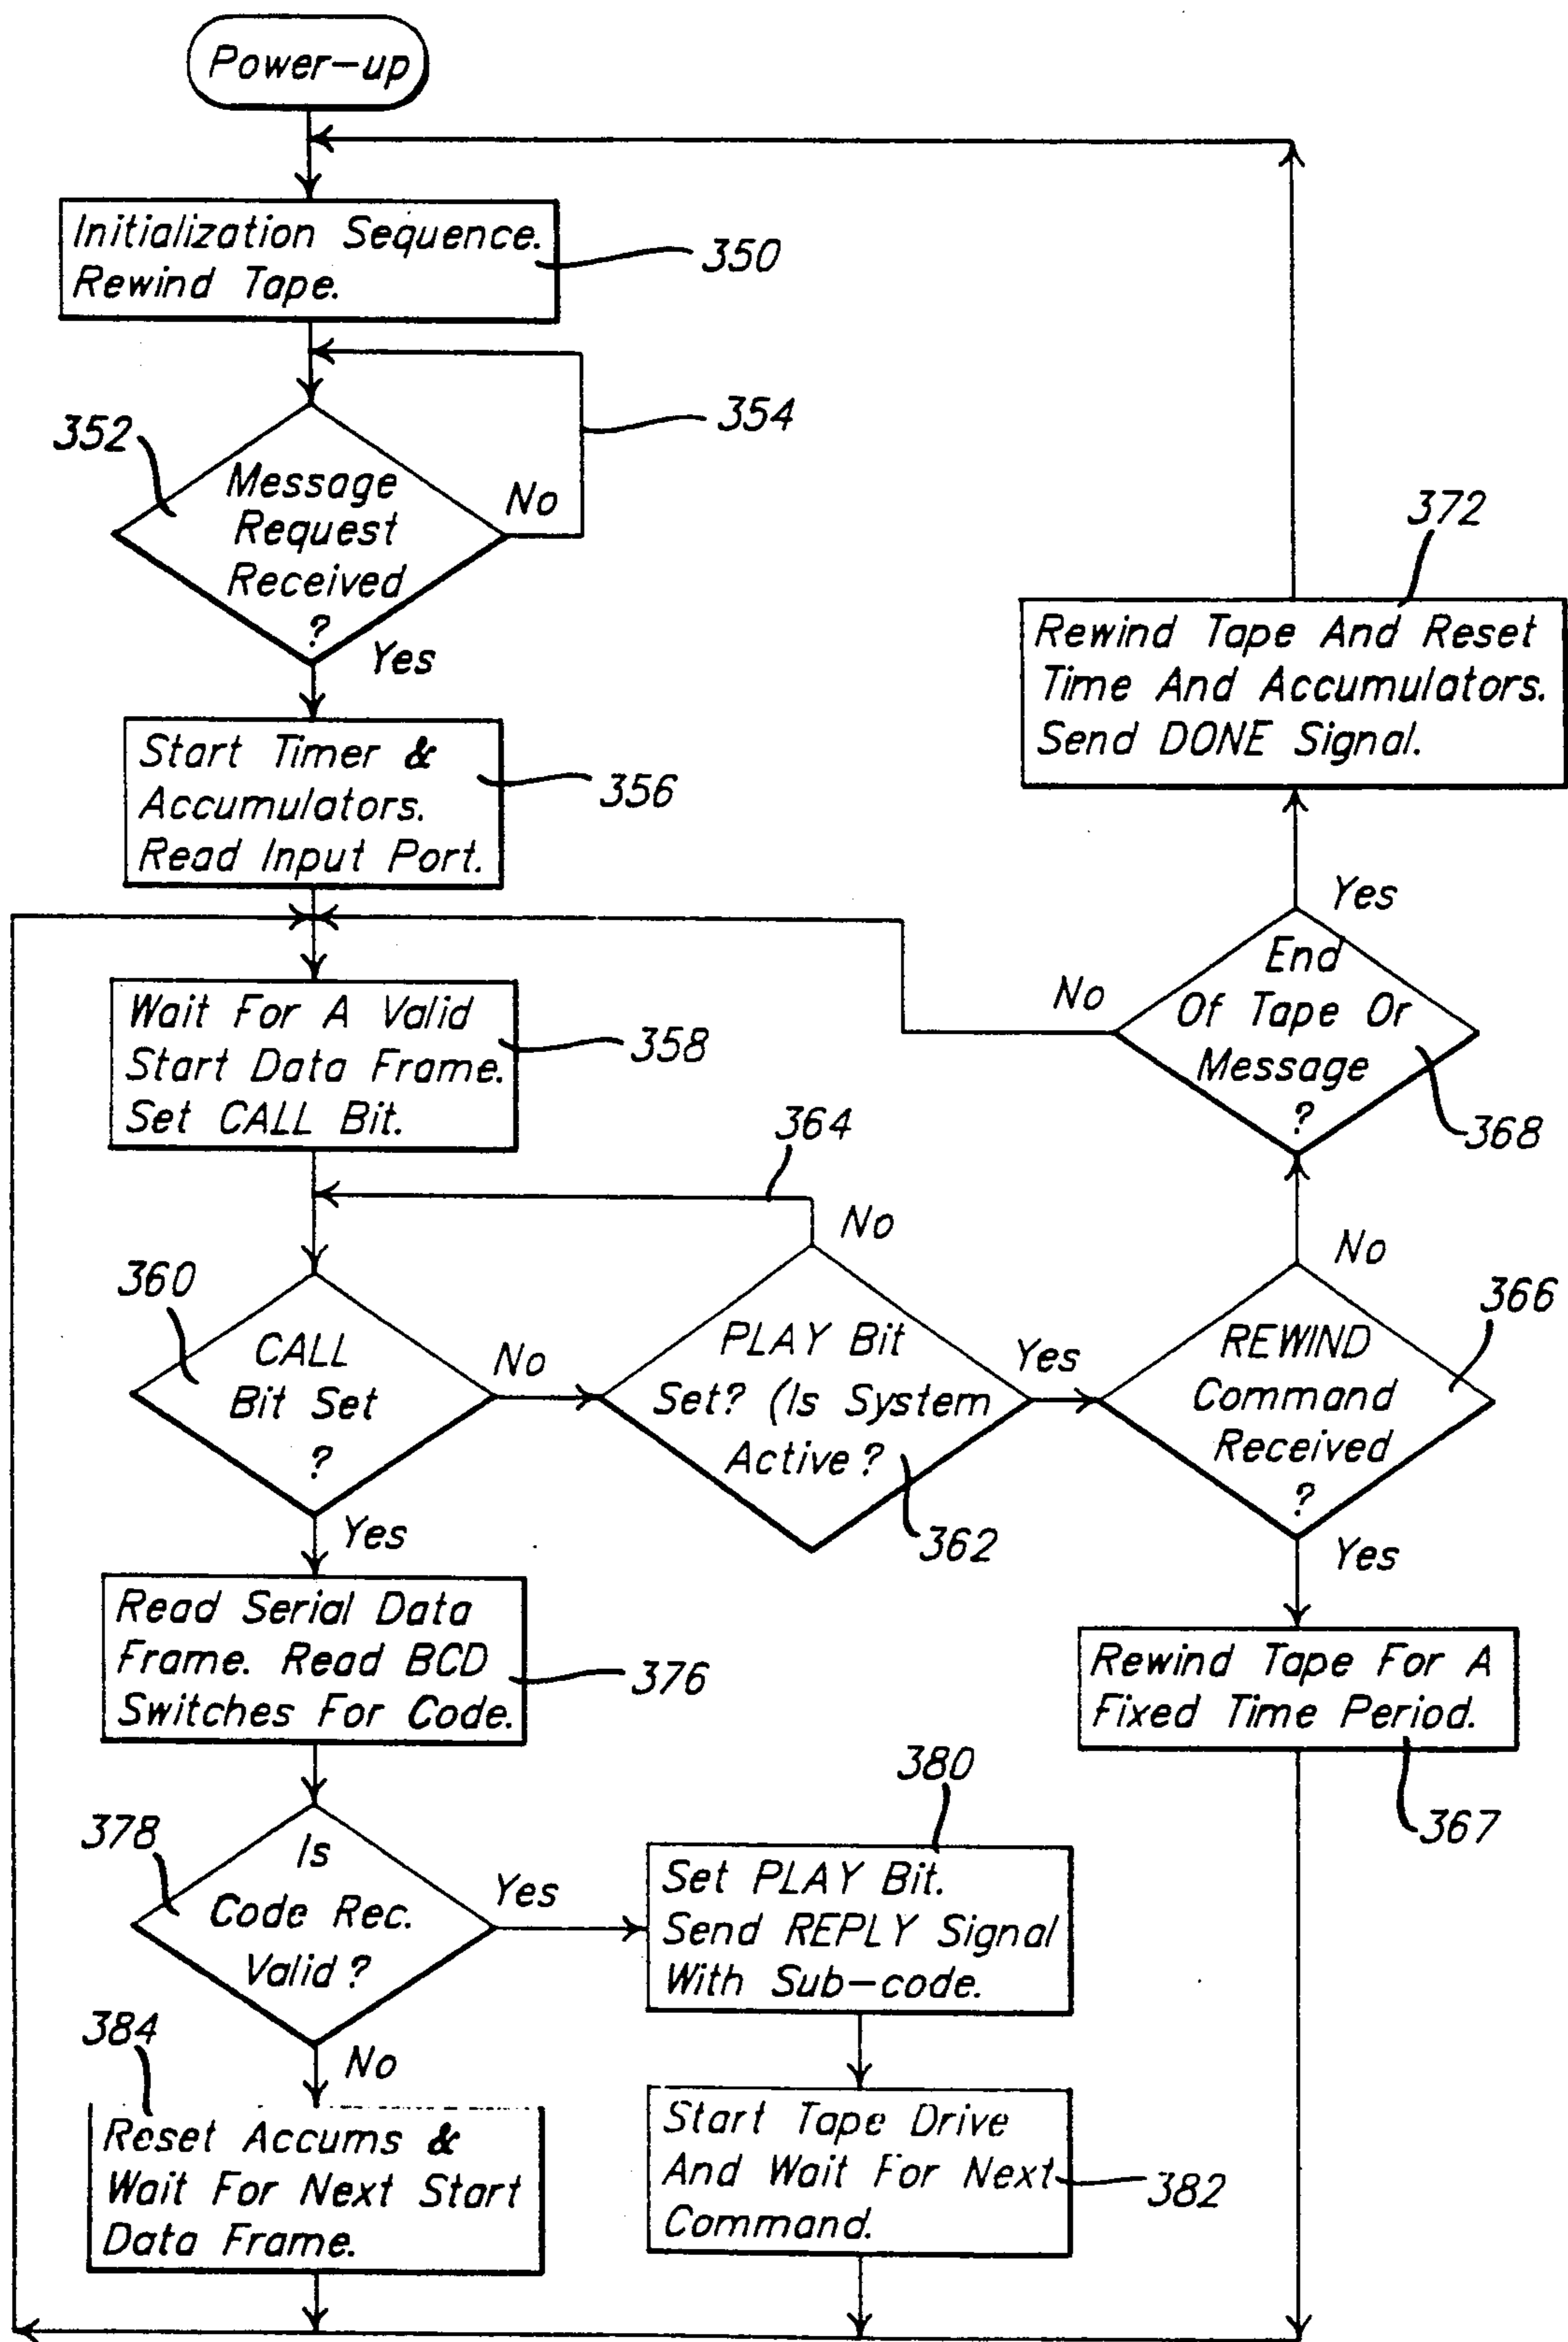 Power-up
Initialization Sequence.
Rewind Tape.
350
352
354
Message
Request
Received
?
No
Yes
Start Timer &
Accumulators.
Read Input Port.
356
372
Rewind Tape And Reset
Time And Accumulators.
Send DONE Signal.
Yes
End
Of Tape Or
Message
?
No
368
Wait For A Valid
Start Data Frame.
Set CALL Bit.
358
364
No
No
360
CALL
Bit Set
?
No
Yes
PLAY Bit
Set? (Is System
Active?
362
Yes
366
REWIND
Command
Received
?
Yes
Read Serial Data
Frame. Read BCD
Switches For Code.
376
Rewind Tape For A
Fixed Time Period.
367
378
Is
Code Rec.
Valid?
Yes
No
380
Set PLAY Bit.
Send REPLY Signal
With Sub-code.
384
Reset Accums &
Wait For Next Start
Data Frame.
Start Tape Drive
And Wait For Next
Command.
382